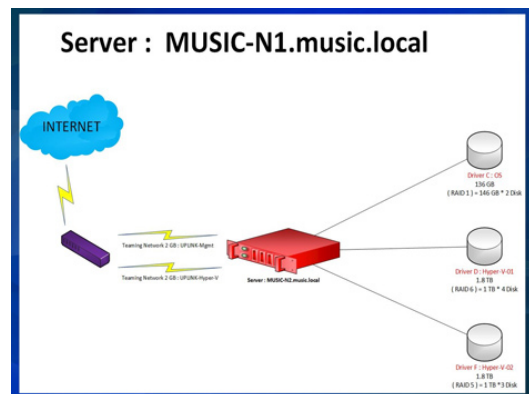 Server : MUSIC-N1.music.local
INTERNET
Teaming Network 2 GB : UPLINK-Mgmt
Teaming Network 2 GB : UPLINK-Hyper-V
Server : MUSIC-N2.music.local
Driver C : OS
136 GB
( RAID 1 ) = 146 GB * 2 Disk
Driver D : Hyper-V-01
1.8 TB
( RAID 6 ) = 1 TB * 4 Disk
Driver F : Hyper-V-02
1.8 TB
( RAID 5 ) = 1 TB *3 Disk